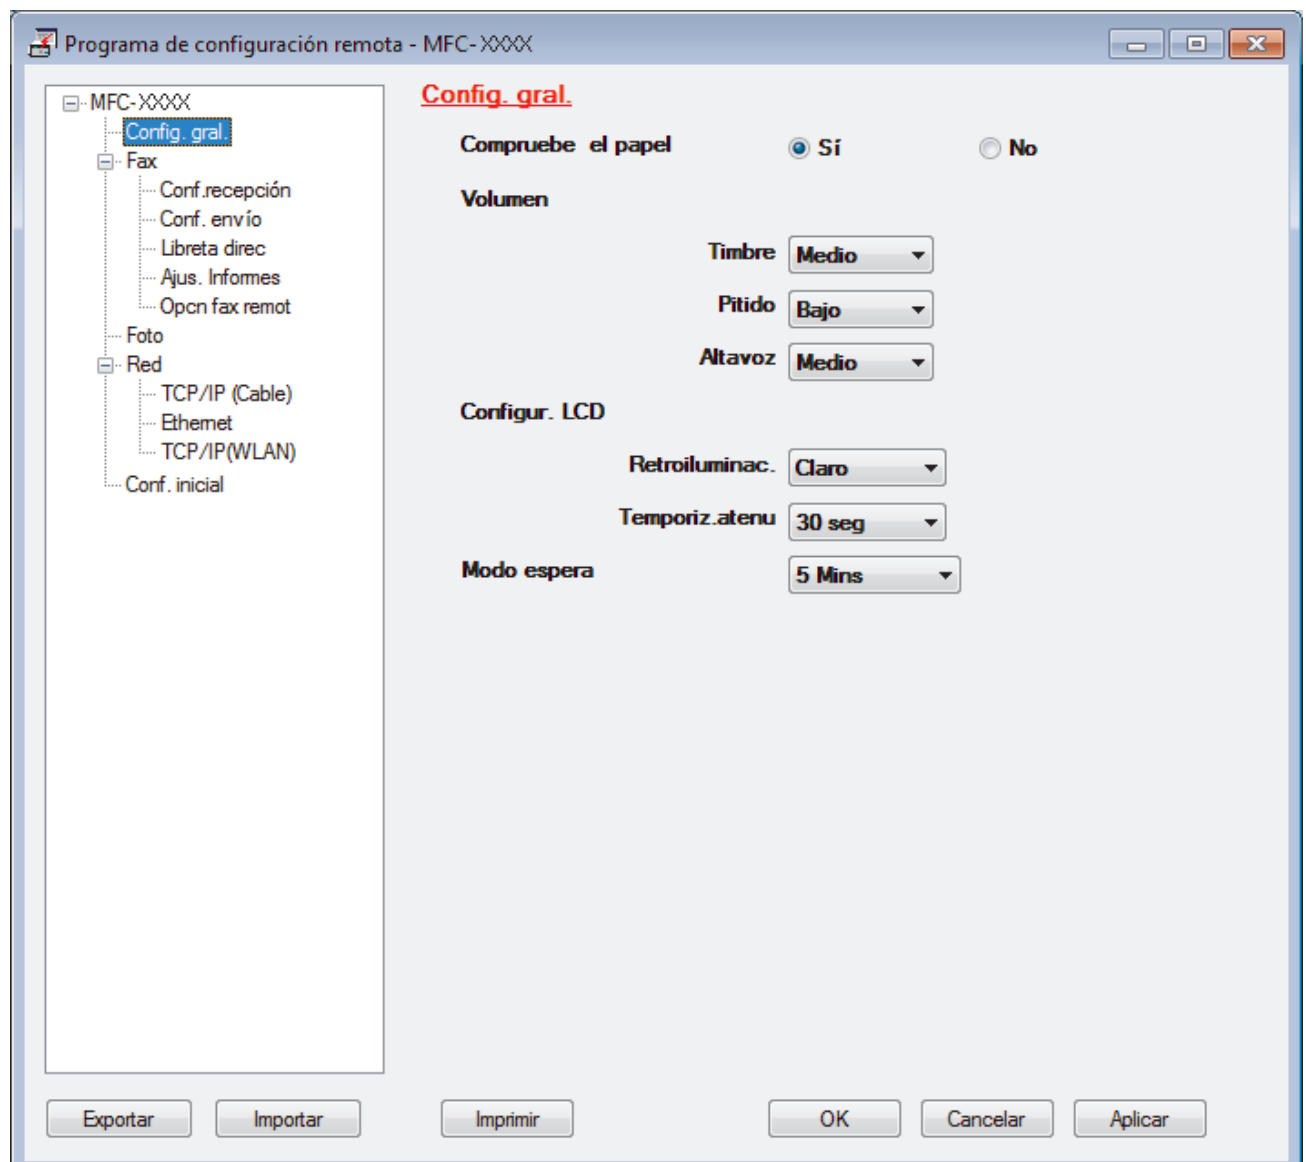 Programa de configuración remota - MFC-XXXX
MFC-XXXX
Config. gral.
Fax
Conf.recepción
Conf. envío
Libreta direc
Ajus. Informes
Opcn fax remot
Foto
Red
TCP/IP (Cable)
Ethernet
TCP/IP(WLAN)
Conf. inicial
Config. gral.
Compruebe el papel Sí No
Volumen
Timbre Medio
Pitido Bajo
Altavoz Medio
Configur. LCD
Retroiluminac. Claro
Temporiz.atenu 30 seg
Modo espera 5 Mins
Exportar Importar Imprimir OK Cancelar Aplicar